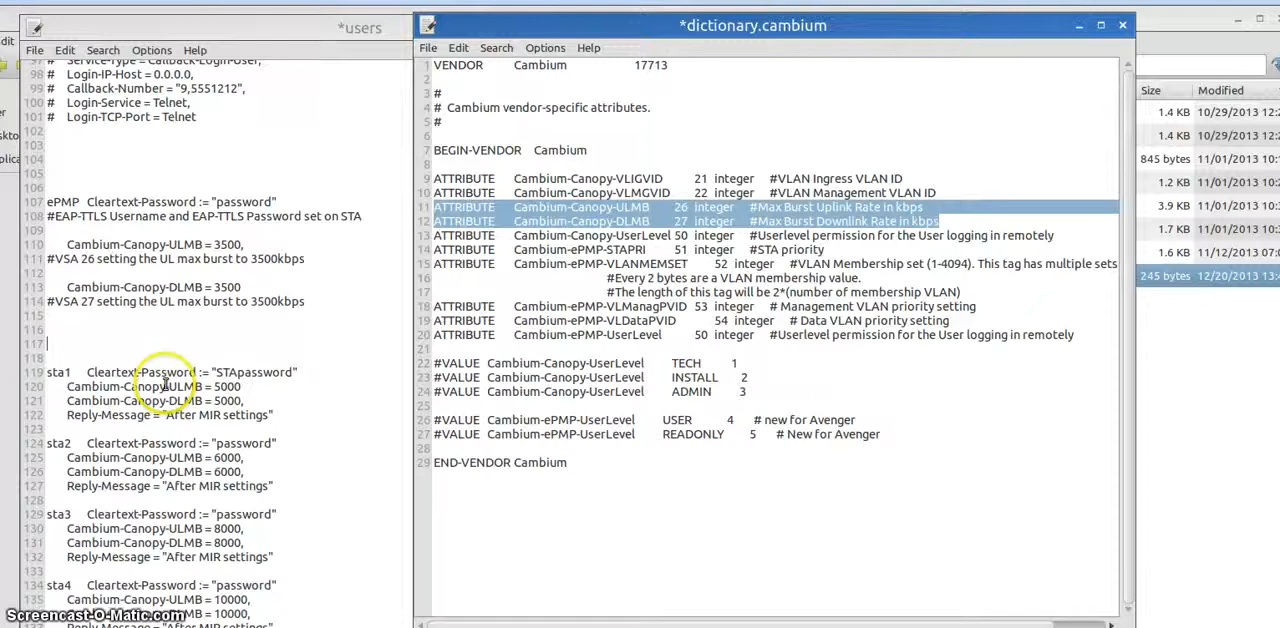 *users
Edit Search Options Help
File
97 # Service-Type = Callback-Login-User,
98 # Login-IP-Host = 0.0.0.0,
99 # Callback-Number = "9,5551212",
100 # Login-Service = Telnet,
101 # Login-TCP-Port = Telnet
102
103
104
105
106
107 ePMP Cleartext-Password := "password"
108 #EAP-TTLS Username and EAP-TTLS Password set on STA
109
110 Cambium-Canopy-ULMB = 3500,
111 #VSA 26 setting the UL max burst to 3500kbps
112
113 Cambium-Canopy-DLMB = 3500
114 #VSA 27 setting the UL max burst to 3500kbps
115
116
117
118
119 sta1 Cleartext-Password := "STApassword"
120 Cambium-Canopy-ULMB = 5000
121 Cambium-Canopy-DLMB = 5000,
122 Reply-Message = "After MIR settings"
123
124 sta2 Cleartext-Password := "password"
125 Cambium-Canopy-ULMB = 6000,
126 Cambium-Canopy-DLMB = 6000,
127 Reply-Message = "After MIR settings"
128
129 sta3 Cleartext-Password := "password"
130 Cambium-Canopy-ULMB = 8000,
131 Cambium-Canopy-DLMB = 8000,
132 Reply-Message = "After MIR settings"
133
134 sta4 Cleartext-Password := "password"
135 Cambium-Canopy-ULMB = 10000,
Cambium-Canopy-DLMB = 10000,
Screencast-O-Matic.com
*dictionary.cambium
File Edit Search Options Help
1 VENDOR Cambium 17713
2
3 #
4 # Cambium vendor-specific attributes.
5 #
6
7 BEGIN-VENDOR Cambium
8
9 ATTRIBUTE Cambium-Canopy-VLIGVID 21 integer #VLAN Ingress VLAN ID
10 ATTRIBUTE Cambium-Canopy-VLMGVID 22 integer #VLAN Management VLAN ID
11 ATTRIBUTE Cambium-Canopy-ULMB 26 integer #Max Burst Uplink Rate in kbps
12 ATTRIBUTE Cambium-Canopy-DLMB 27 integer #Max Burst Downlink Rate in kbps
13 ATTRIBUTE Cambium-Canopy-UserLevel 50 integer #Userlevel permission for the User logging in remotely
14 ATTRIBUTE Cambium-ePMP-STAPRI 51 integer #STA priority
15 ATTRIBUTE Cambium-ePMP-VLANMEMSET 52 integer #VLAN Membership set (1-4094). This tag has multiple sets
16 #Every 2 bytes are a VLAN membership value.
17 #The length of this tag will be 2*(number of membership VLAN)
18 ATTRIBUTE Cambium-ePMP-VLManagPVID 53 integer # Management VLAN priority setting
19 ATTRIBUTE Cambium-ePMP-VLDataPVID 54 integer # Data VLAN priority setting
20 ATTRIBUTE Cambium-ePMP-UserLevel 50 integer #Userlevel permission for the User logging in remotely
21
22 #VALUE Cambium-Canopy-UserLevel TECH 1
23 #VALUE Cambium-Canopy-UserLevel INSTALL 2
24 #VALUE Cambium-Canopy-UserLevel ADMIN 3
25
26 #VALUE Cambium-ePMP-UserLevel USER 4 # new for Avenger
27 #VALUE Cambium-ePMP-UserLevel READONLY 5 # New for Avenger
28
29 END-VENDOR Cambium
Size Modified
1.4 KB 10/29/2013 12:
1.4 KB 10/29/2013 12:
845 bytes 11/01/2013 10:
1.2 KB 11/01/2013 10:
3.9 KB 11/01/2013 10:
1.7 KB 11/01/2013 10:
1.6 KB 11/12/2013 07:
245 bytes 12/20/2013 13: